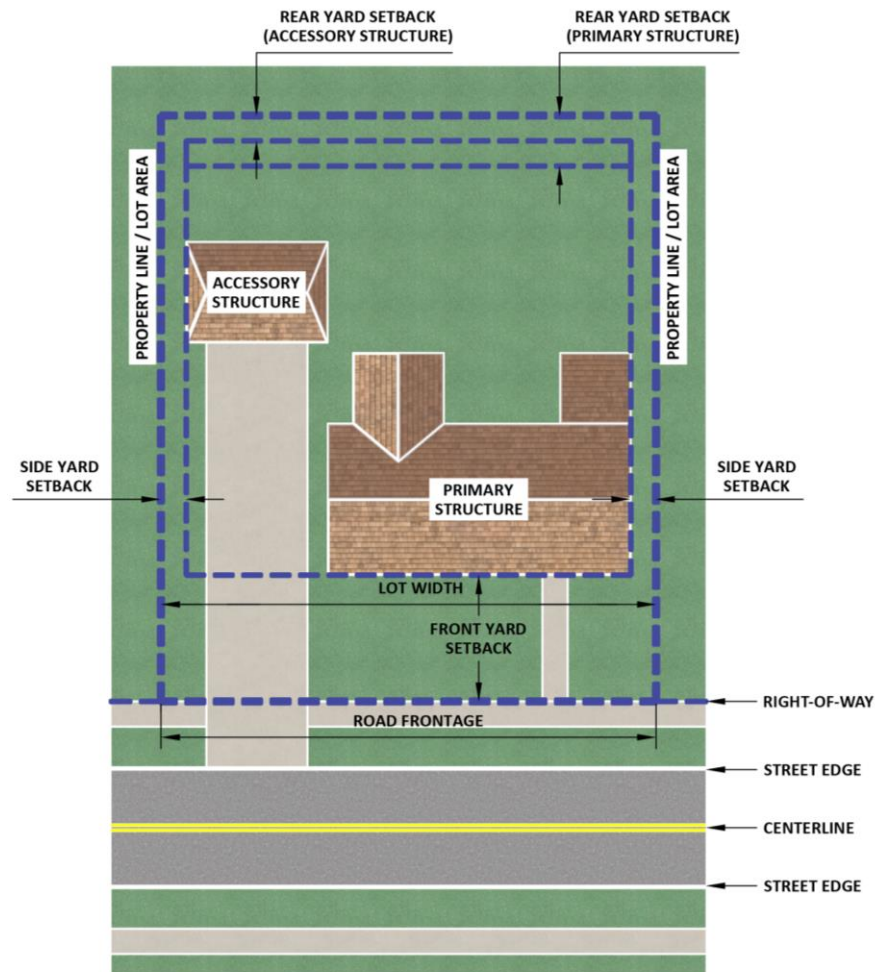 REAR YARD SETBACK
(ACCESSORY STRUCTURE)
REAR YARD SETBACK
(PRIMARY STRUCTURE)
PROPERTY LINE / LOT AREA
PROPERTY LINE / LOT AREA
ACCESSORY
STRUCTURE
SIDE YARD
SETBACK
PRIMARY
STRUCTURE
SIDE YARD
SETBACK
LOT WIDTH
FRONT YARD
SETBACK
RIGHT-OF-WAY
ROAD FRONTAGE
STREET EDGE
CENTERLINE
STREET EDGE